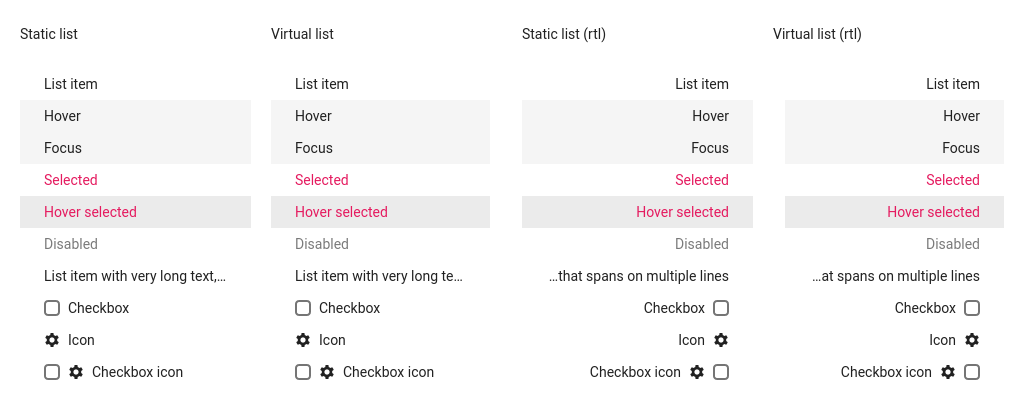 Static list
List item
Hover
Focus
Selected
Hover selected
Disabled
List item with very long text,...
Checkbox
Icon
Checkbox icon
Virtual list
List item
Hover
Focus
Selected
Hover selected
Disabled
List item with very long te...
Checkbox
Icon
Checkbox icon
Static list (rtl)
List item
Hover
Focus
Selected
Hover selected
Disabled
...that spans on multiple lines
Checkbox
Icon
Checkbox icon
Virtual list (rtl)
List item
Hover
Focus
Selected
Hover selected
Disabled
...at spans on multiple lines
Checkbox
Icon
Checkbox icon